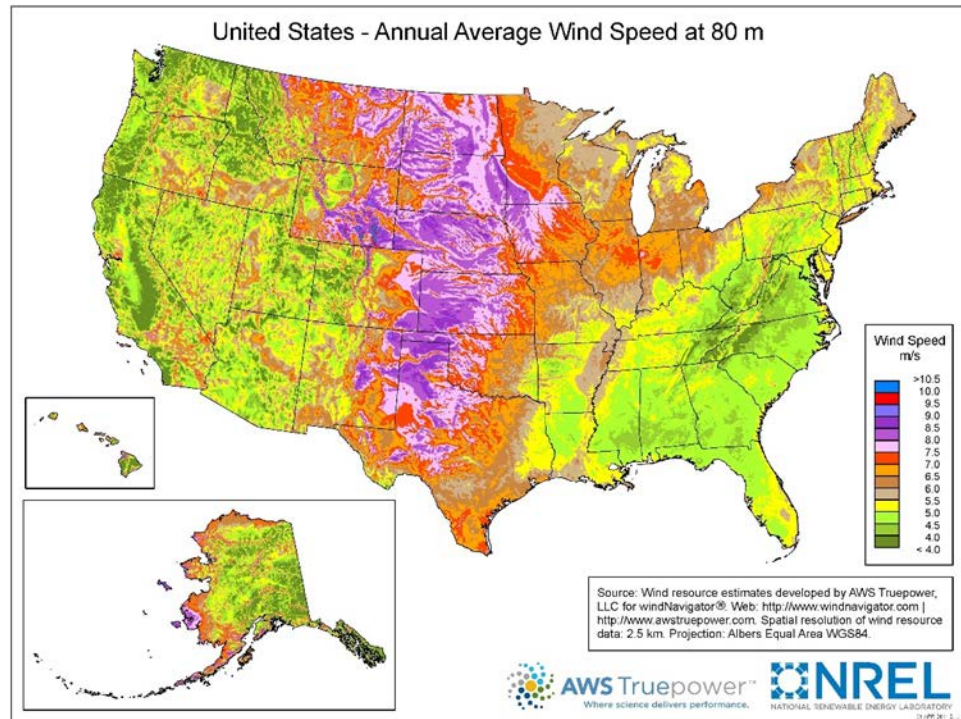 United States - Annual Average Wind Speed at 80 m
Wind Speed
m/s
>10.5
10.0
9.5
9.0
8.5
8.0
7.5
7.0
6.5
6.0
5.5
5.0
4.5
4.0
< 4.0
Source: Wind resource estimates developed by AWS Truepower,
LLC for windNavigator®. Web: http://www.windnavigator.com |
http://www.awstruepower.com. Spatial resolution of wind resource
data: 2.5 km. Projection: Albers Equal Area WGS84.
AWS Truepower™
Where science delivers performance.
NREL
NATIONAL RENEWABLE ENERGY LABORATORY